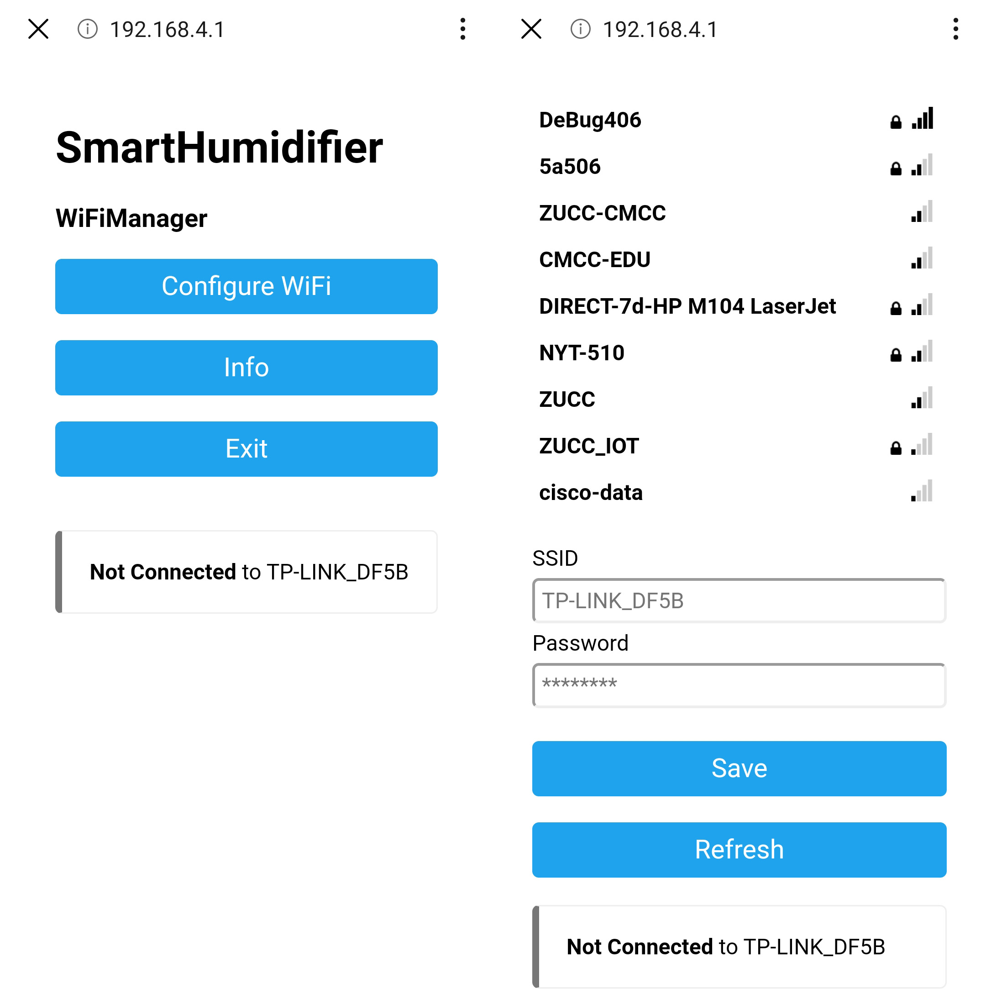 192.168.4.1
SmartHumidifier
WiFiManager
Configure WiFi
Info
Exit
Not Connected to TP-LINK_DF5B
192.168.4.1
DeBug406
5a506
ZUCC-CMCC
CMCC-EDU
DIRECT-7d-HP M104 LaserJet
NYT-510
ZUCC
ZUCC_IOT
cisco-data
SSID
TP-LINK_DF5B
Password
********
Save
Refresh
Not Connected to TP-LINK_DF5B